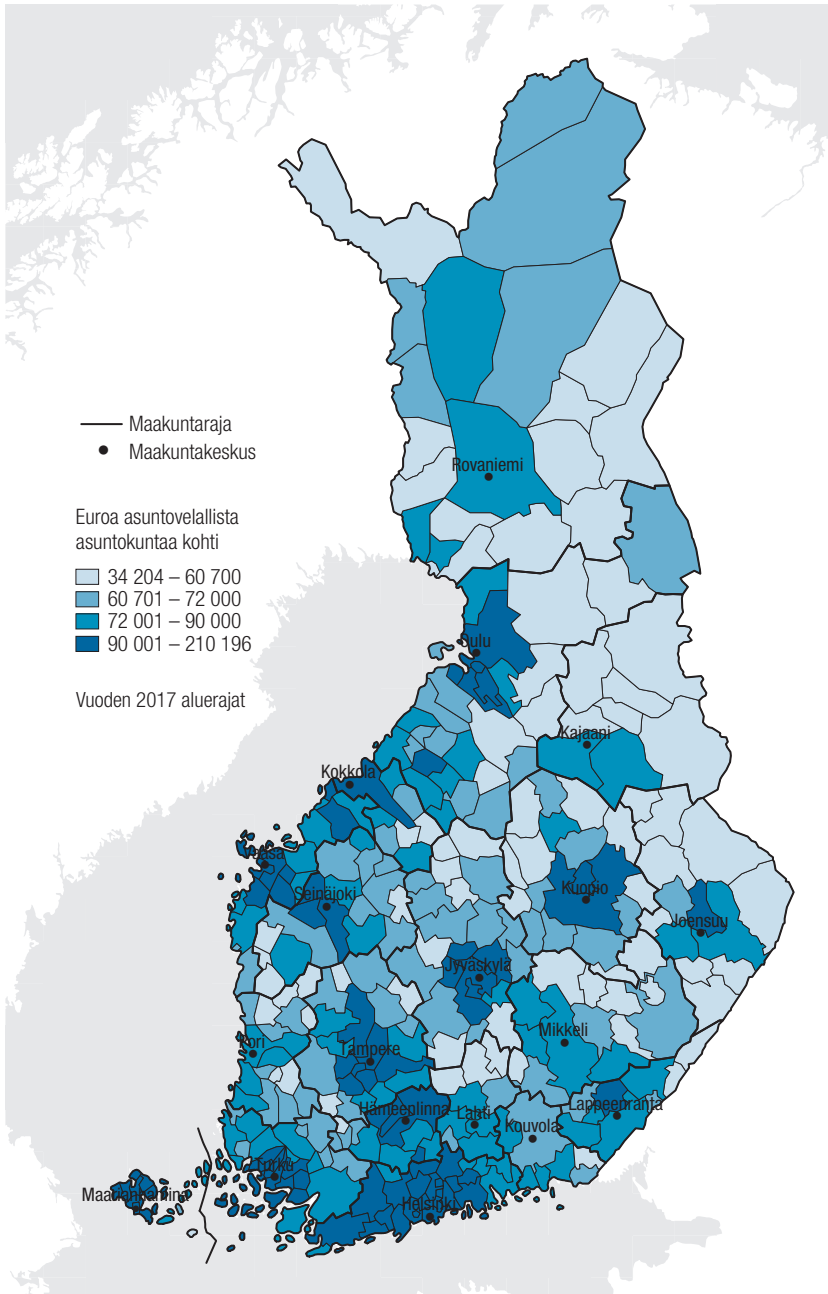 Maakuntaraja
Maakuntakeskus
Euroa asuntovelallista
asuntokuntaa kohti
34 204 – 60 700
60 701 – 72 000
72 001 – 90 000
90 001 – 210 196
Vuoden 2017 aluerajat
Rovaniemi
Oulu
Kajaani
Kokkola
Vaasa
Seinäjoki
Kuopio
Joensuu
Jyväskylä
Mikkeli
Pori
Tampere
Hämeenlinna
Lahti
Lappeenranta
Kouvola
Turku
Maarianhamina
Helsinki